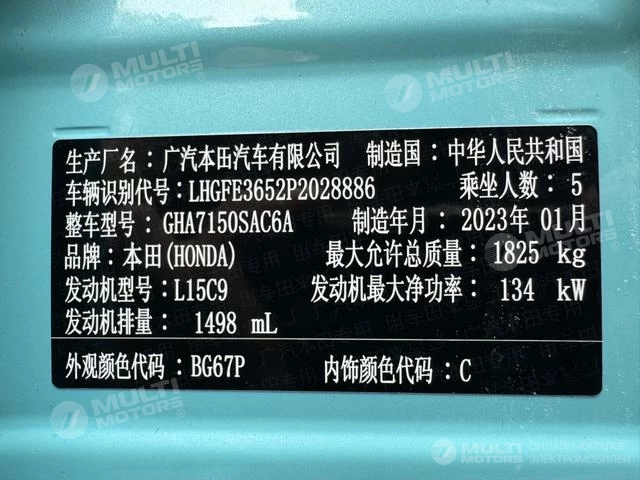 MULTI MOTORS
生产厂名：广汽本田汽车有限公司 制造国：中华人民共和国
车辆识别代号：LHGFE3652P2028886 乘坐人数：5
整车型号：GHA7150SAC6A 制造年月：2023年 01月
品牌：本田(HONDA) 最大允许总质量：1825 kg
发动机型号：L15C9 发动机最大净功率：134 kW
发动机排量： 1498 mL
外观颜色代码：BG67P 内饰颜色代码：C
MULTI MOTORS
MULTI MOTORS
ОНЛАЙН-КАТАЛОГ
ЭЛЕКТРОМОБИЛЕЙ